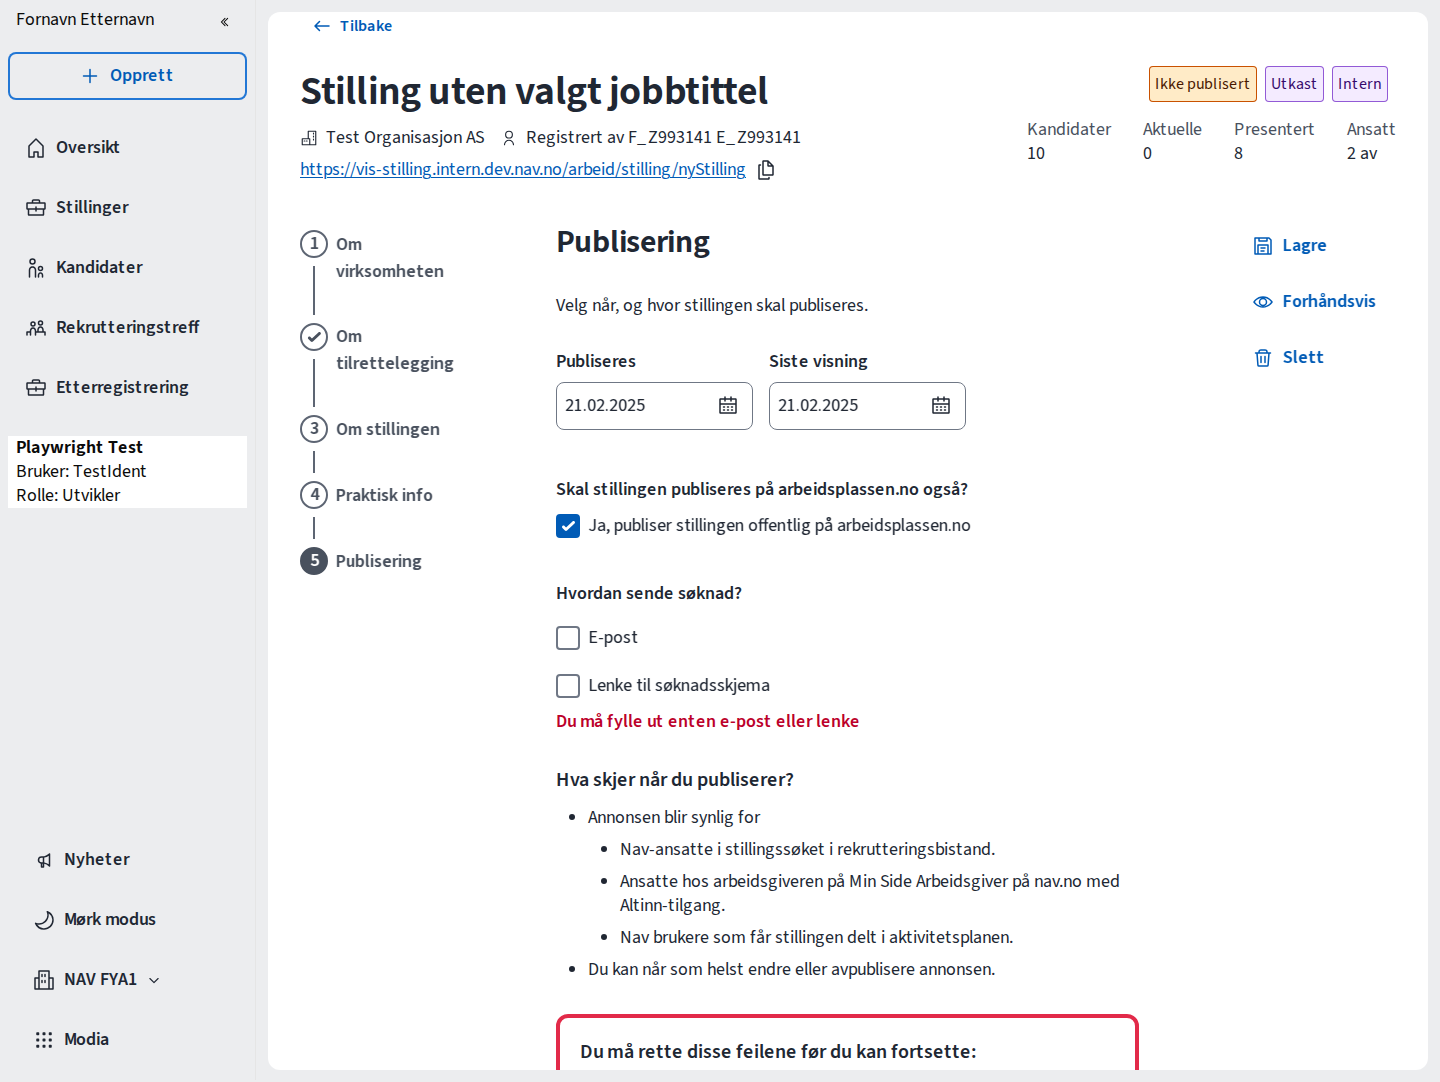 Fornavn Etternavn
Opprett
Oversikt
Stillinger
Kandidater
Rekrutteringstreff
Etterregistrering
Playwright Test
Bruker: TestIdent
Rolle: Utvikler
Nyheter
Mørk modus
NAV FYA1
Modia
Tilbake
Stilling uten valgt jobbtittel
Test Organisasjon AS Registrert av F_Z993141 E_Z993141
https://vis-stilling.intern.dev.nav.no/arbeid/stilling/nyStilling
Ikke publisert Utkast Intern
Kandidater Aktuelle Presentert Ansatt
10 0 8 2 av
1 Om
virksomheten
Om
tilrettelegging
3 Om stillingen
4 Praktisk info
5 Publisering
Publisering
Velg når, og hvor stillingen skal publiseres.
Publiseres Siste visning
21.02.2025 21.02.2025
Skal stillingen publiseres på arbeidsplassen.no også?
Ja, publiser stillingen offentlig på arbeidsplassen.no
Hvordan sende søknad?
E-post
Lenke til søknadsskjema
Du må fylle ut enten e-post eller lenke
Hva skjer når du publiserer?
Annonsen blir synlig for
Nav-ansatte i stillingssøket i rekrutteringsbistand.
Ansatte hos arbeidsgiveren på Min Side Arbeidsgiver på nav.no med
Altinn-tilgang.
Nav brukere som får stillingen delt i aktivitetsplanen.
Du kan når som helst endre eller avpublisere annonsen.
Du må rette disse feilene før du kan fortsette:
Lagre
Forhåndsvis
Slett